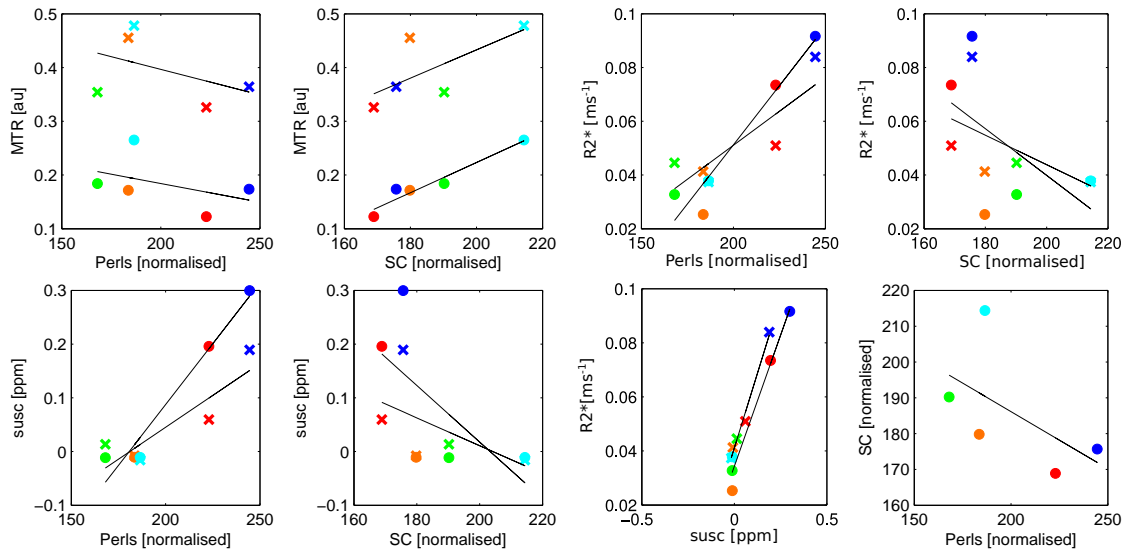 0.5
0.4
0.3
0.2
0.1
MTR [au]
150 200 250
Perls [normalised]
0.5
0.4
0.3
0.2
0.1
MTR [au]
160 180 200 220
SC [normalised]
0.1
0.08
0.06
0.04
0.02
R2* [ms⁻¹]
150 200 250
Perls [normalised]
0.1
0.08
0.06
0.04
0.02
R2* [ms⁻¹]
160 180 200 220
SC [normalised]
0.3
0.2
0.1
0
−0.1
susc [ppm]
150 200 250
Perls [normalised]
0.3
0.2
0.1
0
−0.1
susc [ppm]
160 180 200 220
SC [normalised]
0.1
0.08
0.06
0.04
0.02
R2*[ms⁻¹]
−0.5 0 0.5
susc [ppm]
220
210
200
190
180
170
160
SC [normalised]
150 200 250
Perls [normalised]